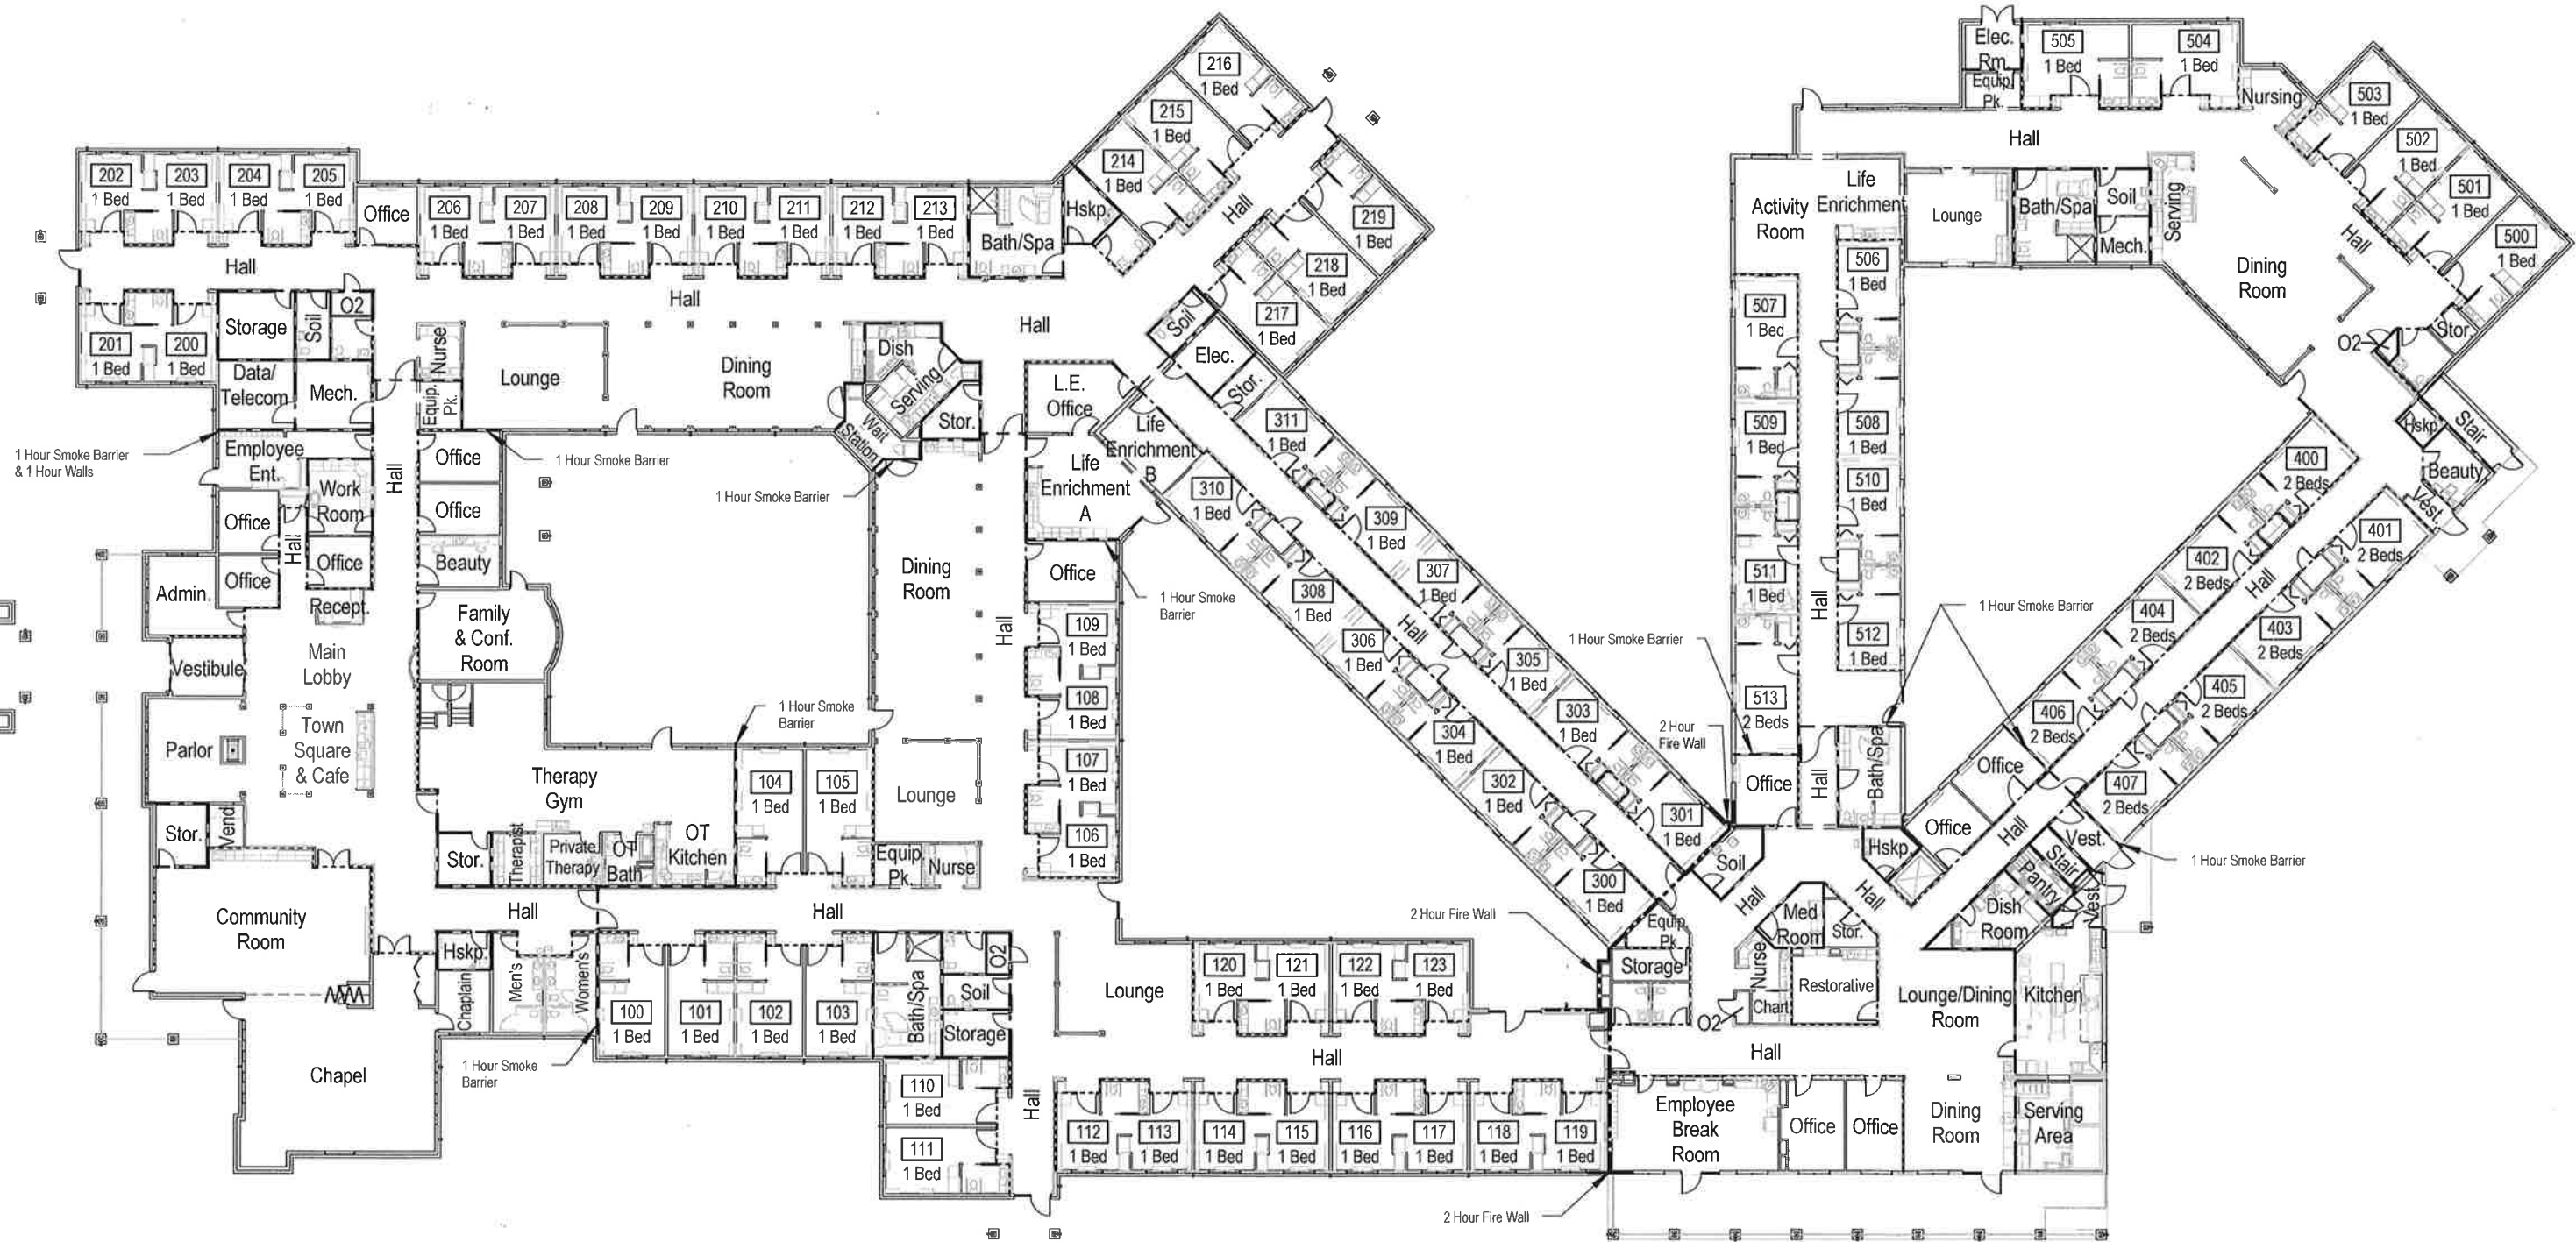 216
1 Bed
215
1 Bed
214
1 Bed
Hskp.
Hall
219
1 Bed
218
1 Bed
217
1 Bed
202
1 Bed
203
1 Bed
204
1 Bed
205
1 Bed
Office
206
1 Bed
207
1 Bed
208
1 Bed
209
1 Bed
210
1 Bed
211
1 Bed
212
1 Bed
213
1 Bed
Bath/Spa
Hall
Hall
Hall
201
1 Bed
200
1 Bed
Storage
Soil
O2
Data/
Telecom
Mech.
Nurse
Equip.
Pk.
Lounge
Dining
Room
Dish
Serving
Wait
Station
Stor.
L.E.
Office
Soil
Elec.
Stor.
1 Hour Smoke Barrier
& 1 Hour Walls
Employee
Ent.
Work
Room
Office
Hall
Office
Office
Hall
Office
Office
Beauty
1 Hour Smoke Barrier
1 Hour Smoke Barrier
Life
Enrichment
A
Life
Enrichment
B
Admin.
Recept.
Vestibule
Main
Lobby
Family
& Conf.
Room
Dining
Room
Hall
Office
1 Hour Smoke
Barrier
109
1 Bed
108
1 Bed
107
1 Bed
106
1 Bed
Parlor
Town
Square
& Cafe
Stor.
Vend
Therapy
Gym
1 Hour Smoke
Barrier
104
1 Bed
105
1 Bed
Lounge
Stor.
Therapist
Private
Therapy
OT
Bath
OT
Kitchen
Equip
Pk.
Nurse
Community
Room
Hall
Hall
Hskp.
Chaplain
Men's
Women's
100
1 Bed
101
1 Bed
102
1 Bed
103
1 Bed
Bath/Spa
O2
Soil
Storage
Chapel
1 Hour Smoke
Barrier
110
1 Bed
111
1 Bed
Hall
Lounge
120
1 Bed
121
1 Bed
122
1 Bed
123
1 Bed
Hall
112
1 Bed
113
1 Bed
114
1 Bed
115
1 Bed
116
1 Bed
117
1 Bed
118
1 Bed
119
1 Bed
2 Hour Fire Wall
2 Hour Fire Wall
311
1 Bed
310
1 Bed
309
1 Bed
308
1 Bed
307
1 Bed
306
1 Bed
Hall
305
1 Bed
304
1 Bed
303
1 Bed
302
1 Bed
301
1 Bed
300
1 Bed
1 Hour Smoke Barrier
2 Hour
Fire Wall
Elec.
Rm.
Equip
Pk.
505
1 Bed
504
1 Bed
Nursing
503
1 Bed
502
1 Bed
501
1 Bed
500
1 Bed
Hall
Hall
Life
Enrichment
Activity
Room
Lounge
Bath/Spa
Soil
Mech.
Serving
Dining
Room
Stor.
O2
506
1 Bed
507
1 Bed
508
1 Bed
509
1 Bed
510
1 Bed
511
1 Bed
512
1 Bed
Hall
513
2 Beds
Office
Hall
Bath/Spa
1 Hour Smoke Barrier
Hskp
Stair
Beauty
Vest.
400
2 Beds
401
2 Beds
402
2 Beds
Hall
403
2 Beds
404
2 Beds
405
2 Beds
406
2 Beds
407
2 Beds
Office
Office
Hall
Vest.
Stair
Pantry
1 Hour Smoke Barrier
Soil
Hskp.
Hall
Hall
Equip
Pk.
Storage
Med
Room
Stor.
Nurse
Chart
O2
Restorative
Dish
Room
Vest.
Lounge/Dining
Room
Kitchen
Hall
Employee
Break
Room
Office
Office
Dining
Room
Serving
Area